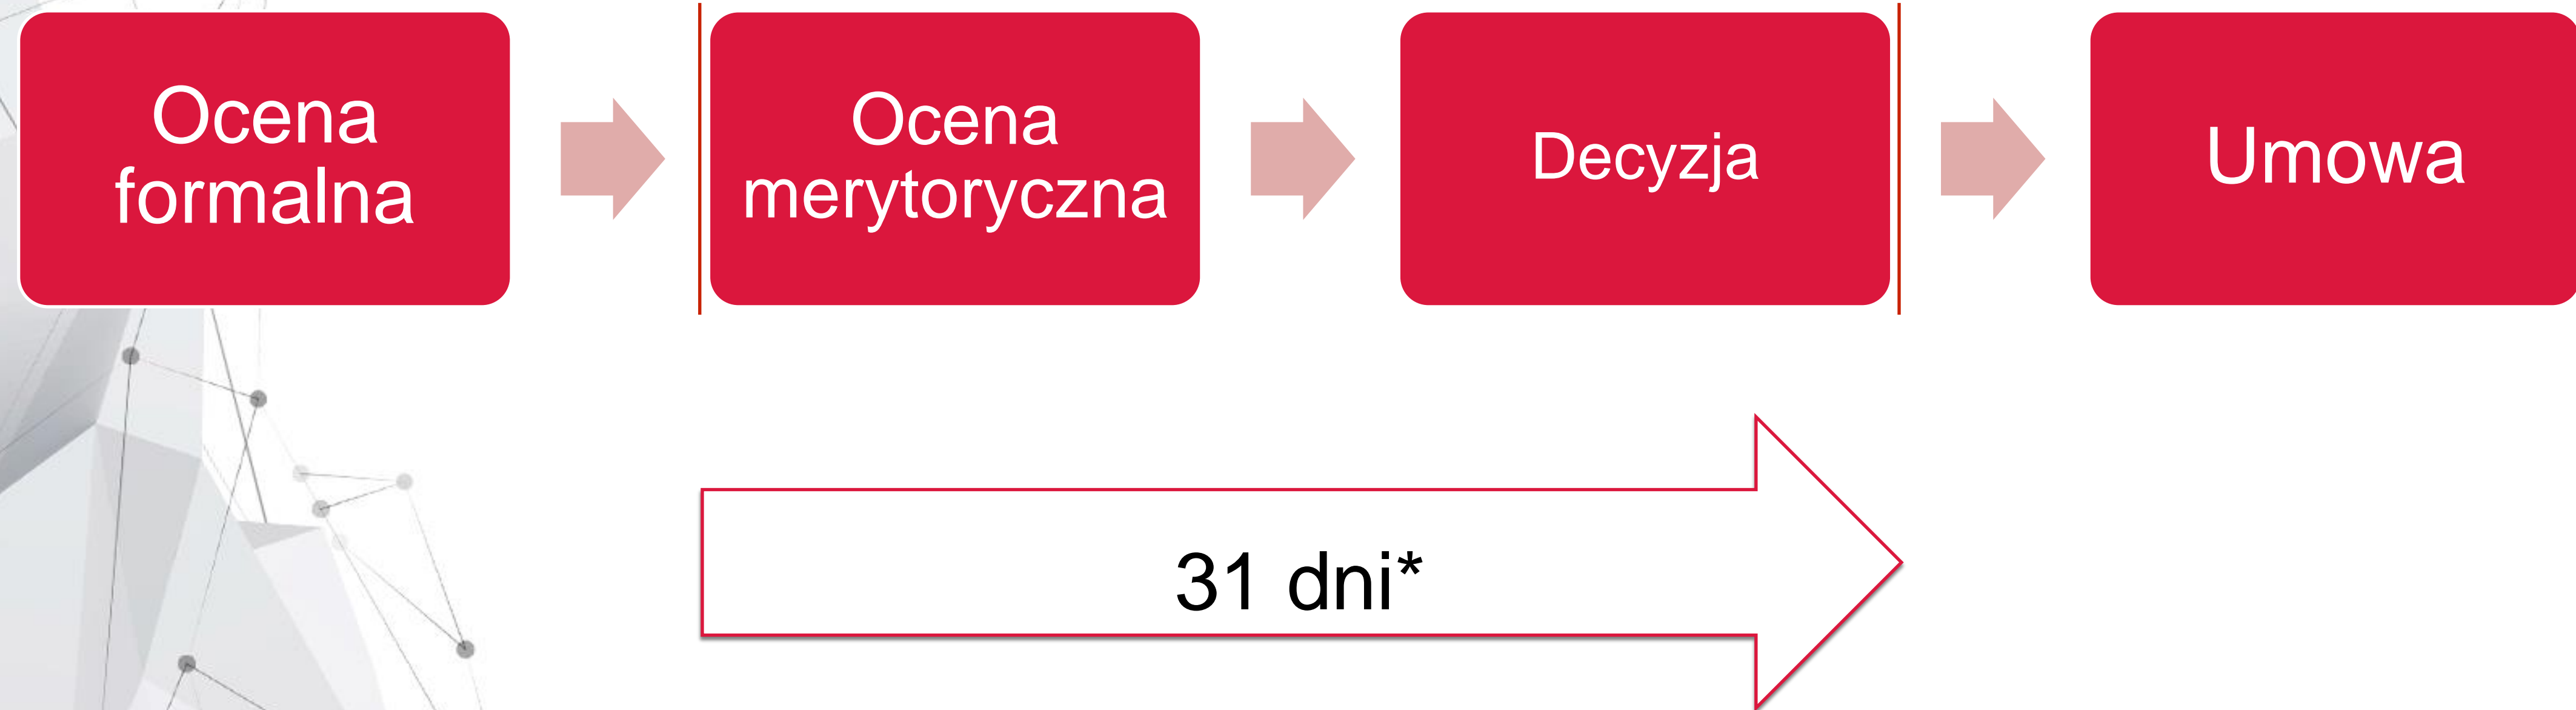 Ocena
formalna
Ocena
merytoryczna
Decyzja
Umowa
31 dni*